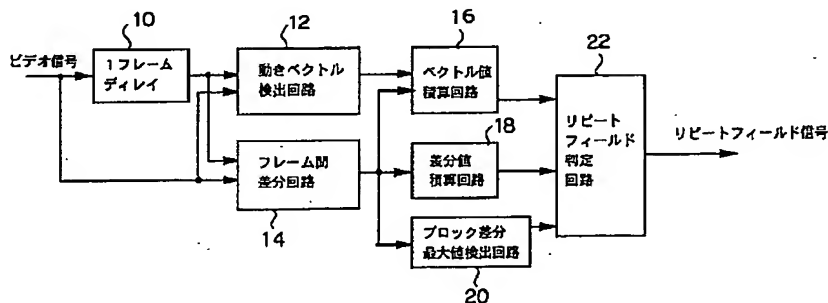 10
12
16
22
ビデオ信号
1フレーム
ディレイ
動きベクトル
検出回路
ベクトル値
積算回路
リピート
フィールド
判定
回路
リピートフィールド信号
18
フレーム間
差分回路
差分値
積算回路
14
ブロック差分
最大値検出回路
20